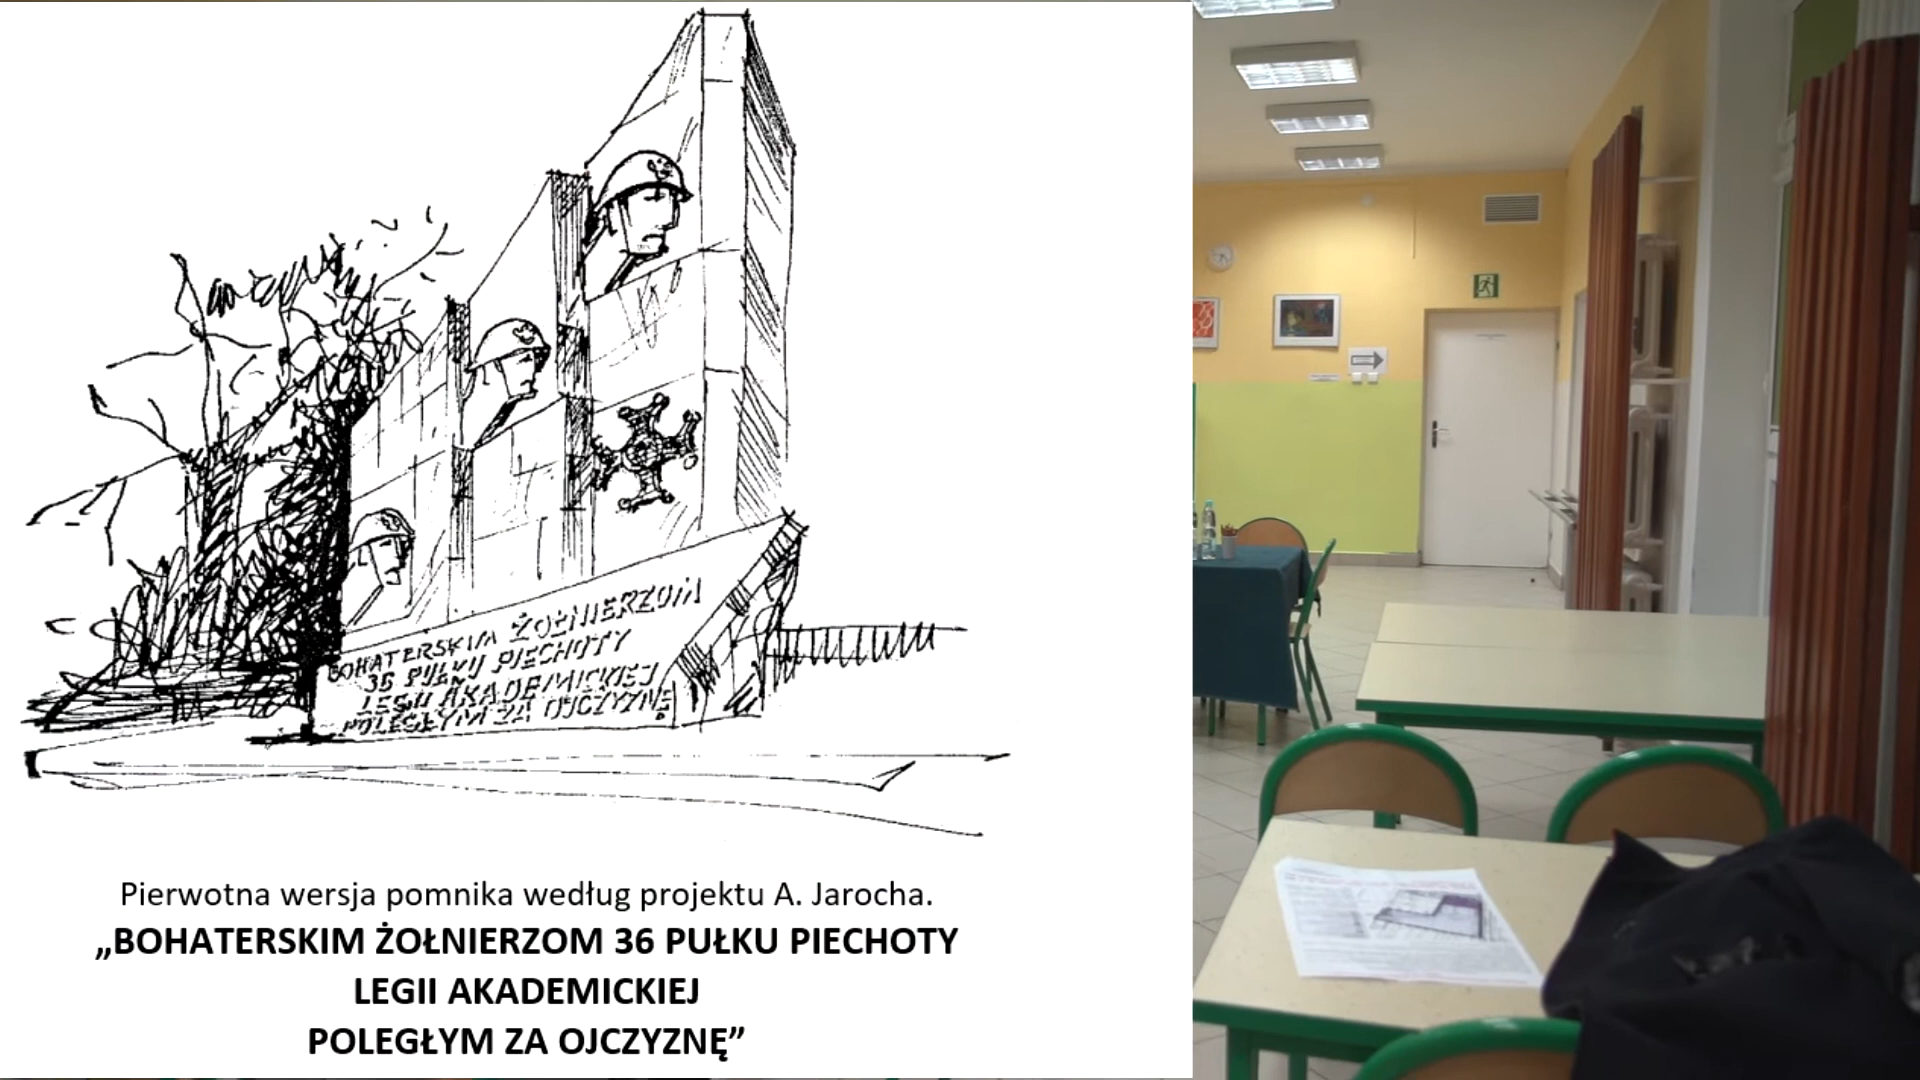 BOHATERSKIM ŻOŁNIERZOM
36 PUŁKU PIECHOTY
LEGII AKADEMICKIEJ
POLEGŁYM ZA OJCZYZNĘ
Pierwotna wersja pomnika według projektu A. Jarocha.
„BOHATERSKIM ŻOŁNIERZOM 36 PUŁKU PIECHOTY
LEGII AKADEMICKIEJ
POLEGŁYM ZA OJCZYZNĘ”